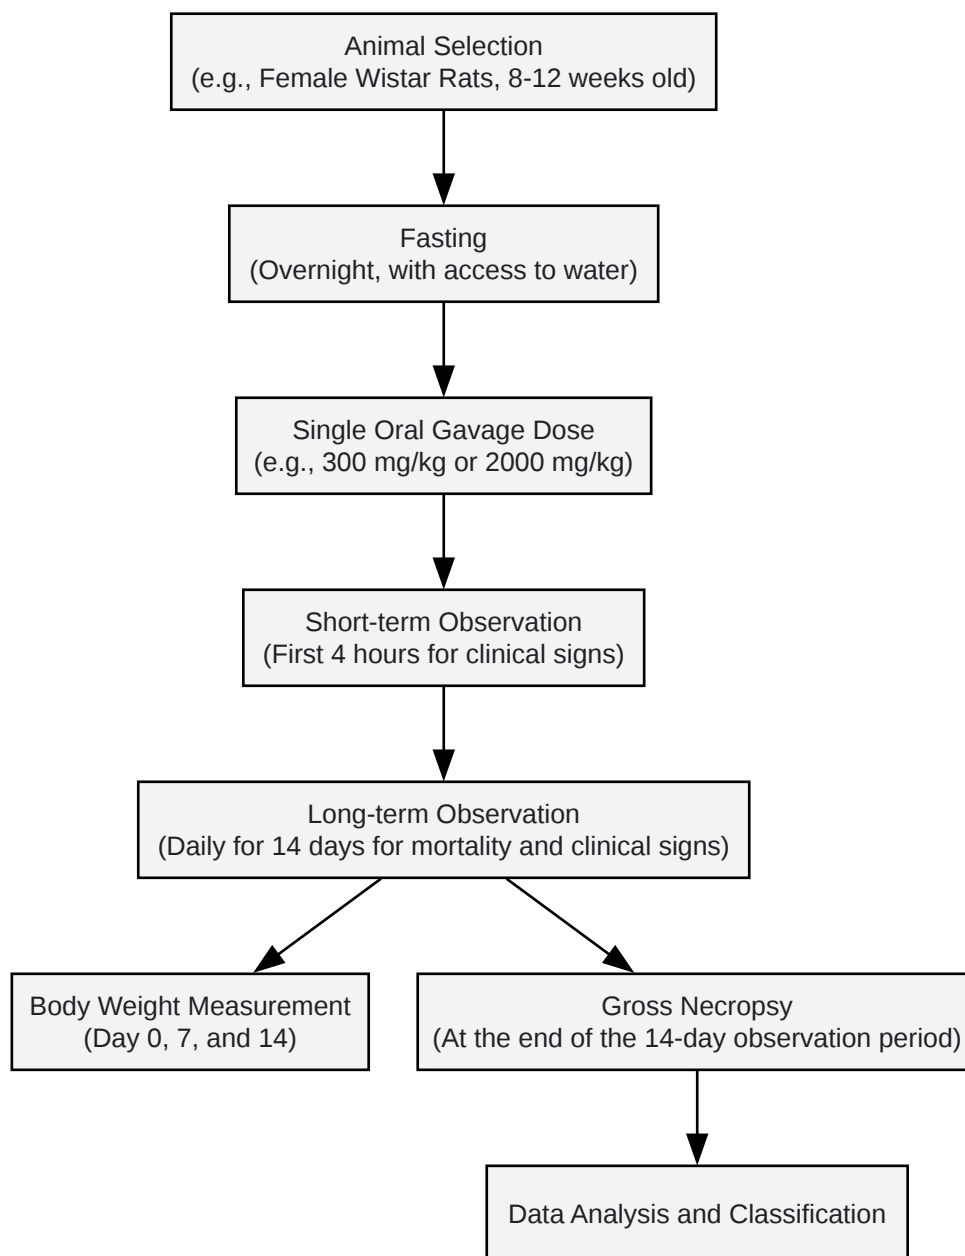 Animal Selection
(e.g., Female Wistar Rats, 8-12 weeks old)
Fasting
(Overnight, with access to water)
Single Oral Gavage Dose
(e.g., 300 mg/kg or 2000 mg/kg)
Short-term Observation
(First 4 hours for clinical signs)
Long-term Observation
(Daily for 14 days for mortality and clinical signs)
Body Weight Measurement
(Day 0, 7, and 14)
Gross Necropsy
(At the end of the 14-day observation period)
Data Analysis and Classification